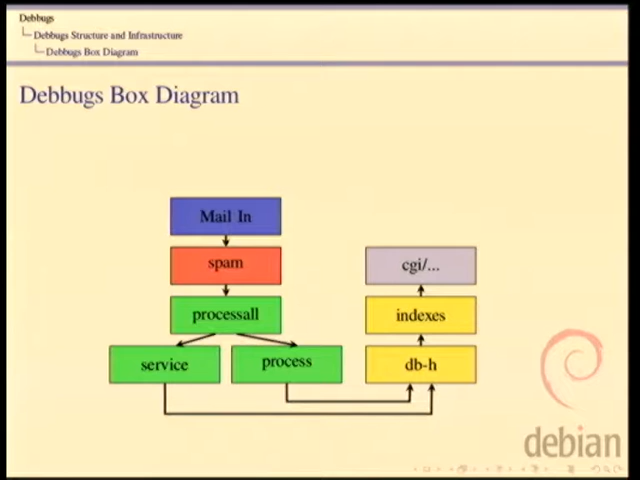 Debbugs
Debbugs Structure and Infrastructure
Debbugs Box Diagram
Debbugs Box Diagram
Mail In
spam
cgi/...
processall
indexes
service
process
db-h
debian